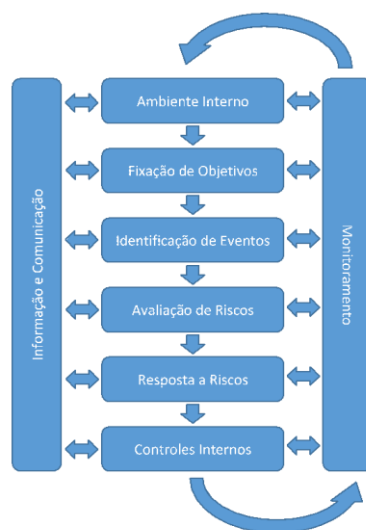 Ambiente Interno
Fixação de Objetivos
Identificação de Eventos
Avaliação de Riscos
Resposta a Riscos
Controles Internos
Informação e Comunicação
Monitoramento